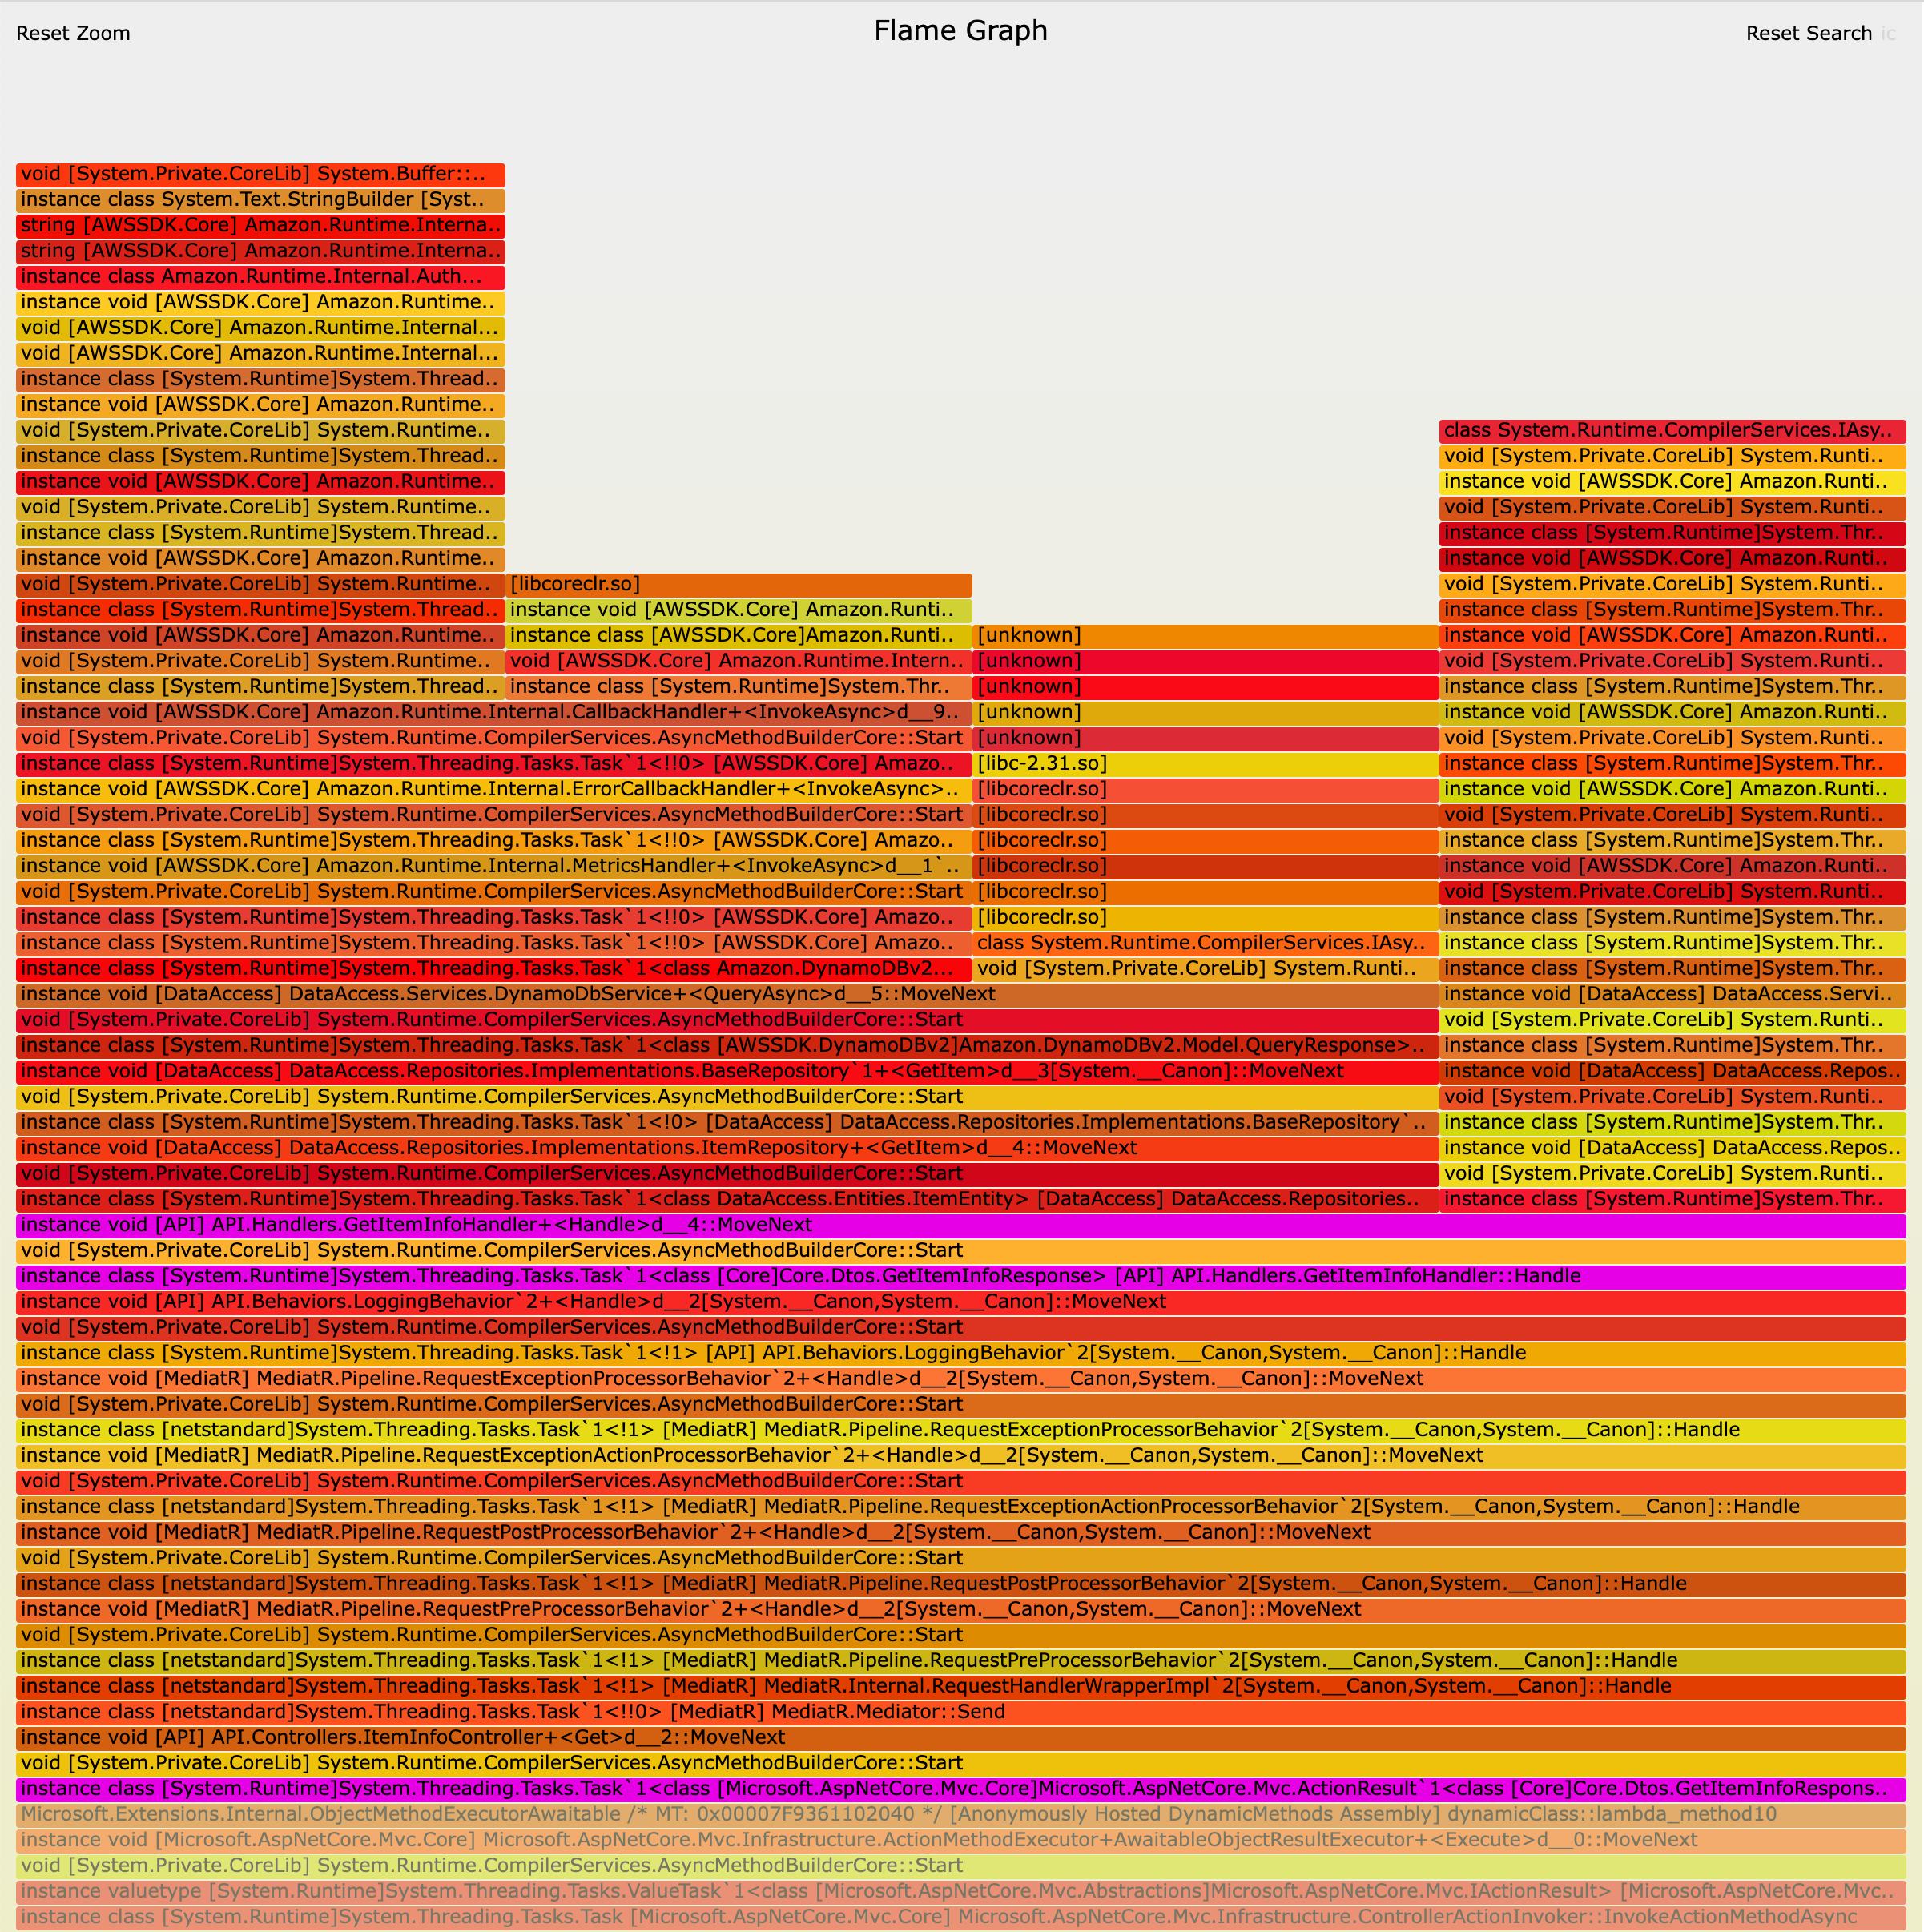 Reset Zoom
Flame Graph
Reset Search ic
void [System.Private.CoreLib] System.Buffer::..
instance class System.Text.StringBuilder [Syst..
string [AWSSDK.Core] Amazon.Runtime.Interna..
string [AWSSDK.Core] Amazon.Runtime.Interna..
instance class Amazon.Runtime.Internal.Auth...
instance void [AWSSDK.Core] Amazon.Runtime..
void [AWSSDK.Core] Amazon.Runtime.Internal...
void [AWSSDK.Core] Amazon.Runtime.Internal...
instance class [System.Runtime]System.Thread..
instance void [AWSSDK.Core] Amazon.Runtime..
void [System.Private.CoreLib] System.Runtime.. class System.Runtime.CompilerServices.IAsy..
instance class [System.Runtime]System.Thread.. void [System.Private.CoreLib] System.Runti..
instance void [AWSSDK.Core] Amazon.Runtime.. instance void [AWSSDK.Core] Amazon.Runti..
void [System.Private.CoreLib] System.Runtime.. void [System.Private.CoreLib] System.Runti..
instance class [System.Runtime]System.Thread.. instance class [System.Runtime]System.Thr..
instance void [AWSSDK.Core] Amazon.Runtime.. instance void [AWSSDK.Core] Amazon.Runti..
void [System.Private.CoreLib] System.Runtime.. [libcoreclr.so] void [System.Private.CoreLib] System.Runti..
instance class [System.Runtime]System.Thread.. instance void [AWSSDK.Core] Amazon.Runti.. instance class [System.Runtime]System.Thr..
instance void [AWSSDK.Core] Amazon.Runtime.. instance class [AWSSDK.Core]Amazon.Runti.. [unknown] instance void [AWSSDK.Core] Amazon.Runti..
void [System.Private.CoreLib] System.Runtime.. void [AWSSDK.Core] Amazon.Runtime.Intern.. [unknown] void [System.Private.CoreLib] System.Runti..
instance class [System.Runtime]System.Thread.. instance class [System.Runtime]System.Thr.. [unknown] instance class [System.Runtime]System.Thr..
instance void [AWSSDK.Core] Amazon.Runtime.Internal.CallbackHandler+<InvokeAsync>d__9.. [unknown] instance void [AWSSDK.Core] Amazon.Runti..
void [System.Private.CoreLib] System.Runtime.CompilerServices.AsyncMethodBuilderCore::Start [unknown] void [System.Private.CoreLib] System.Runti..
instance class [System.Runtime]System.Threading.Tasks.Task`1<!!0> [AWSSDK.Core] Amazo.. [libc-2.31.so] instance class [System.Runtime]System.Thr..
instance void [AWSSDK.Core] Amazon.Runtime.Internal.ErrorCallbackHandler+<InvokeAsync>.. [libcoreclr.so] instance void [AWSSDK.Core] Amazon.Runti..
void [System.Private.CoreLib] System.Runtime.CompilerServices.AsyncMethodBuilderCore::Start [libcoreclr.so] void [System.Private.CoreLib] System.Runti..
instance class [System.Runtime]System.Threading.Tasks.Task`1<!!0> [AWSSDK.Core] Amazo.. [libcoreclr.so] instance class [System.Runtime]System.Thr..
instance void [AWSSDK.Core] Amazon.Runtime.Internal.MetricsHandler+<InvokeAsync>d__1`.. [libcoreclr.so] instance void [AWSSDK.Core] Amazon.Runti..
void [System.Private.CoreLib] System.Runtime.CompilerServices.AsyncMethodBuilderCore::Start [libcoreclr.so] void [System.Private.CoreLib] System.Runti..
instance class [System.Runtime]System.Threading.Tasks.Task`1<!!0> [AWSSDK.Core] Amazo.. [libcoreclr.so] instance class [System.Runtime]System.Thr..
instance class [System.Runtime]System.Threading.Tasks.Task`1<!!0> [AWSSDK.Core] Amazo.. class System.Runtime.CompilerServices.IAsy.. instance class [System.Runtime]System.Thr..
instance class [System.Runtime]System.Threading.Tasks.Task`1<class Amazon.DynamoDBv2... void [System.Private.CoreLib] System.Runti.. instance class [System.Runtime]System.Thr..
instance void [DataAccess] DataAccess.Services.DynamoDbService+<QueryAsync>d__5::MoveNext instance void [DataAccess] DataAccess.Servi..
void [System.Private.CoreLib] System.Runtime.CompilerServices.AsyncMethodBuilderCore::Start void [System.Private.CoreLib] System.Runti..
instance class [System.Runtime]System.Threading.Tasks.Task`1<class [AWSSDK.DynamoDBv2]Amazon.DynamoDBv2.Model.QueryResponse>.. instance class [System.Runtime]System.Thr..
instance void [DataAccess] DataAccess.Repositories.Implementations.BaseRepository`1+<GetItem>d__3[System.__Canon]::MoveNext instance void [DataAccess] DataAccess.Repos..
void [System.Private.CoreLib] System.Runtime.CompilerServices.AsyncMethodBuilderCore::Start void [System.Private.CoreLib] System.Runti..
instance class [System.Runtime]System.Threading.Tasks.Task`1<!0> [DataAccess] DataAccess.Repositories.Implementations.BaseRepository`.. instance class [System.Runtime]System.Thr..
instance void [DataAccess] DataAccess.Repositories.Implementations.ItemRepository+<GetItem>d__4::MoveNext instance void [DataAccess] DataAccess.Repos..
void [System.Private.CoreLib] System.Runtime.CompilerServices.AsyncMethodBuilderCore::Start void [System.Private.CoreLib] System.Runti..
instance class [System.Runtime]System.Threading.Tasks.Task`1<class DataAccess.Entities.ItemEntity> [DataAccess] DataAccess.Repositories.. instance class [System.Runtime]System.Thr..
instance void [API] API.Handlers.GetItemInfoHandler+<Handle>d__4::MoveNext
void [System.Private.CoreLib] System.Runtime.CompilerServices.AsyncMethodBuilderCore::Start
instance class [System.Runtime]System.Threading.Tasks.Task`1<class [Core]Core.Dtos.GetItemInfoResponse> [API] API.Handlers.GetItemInfoHandler::Handle
instance void [API] API.Behaviors.LoggingBehavior`2+<Handle>d__2[System.__Canon,System.__Canon]::MoveNext
void [System.Private.CoreLib] System.Runtime.CompilerServices.AsyncMethodBuilderCore::Start
instance class [System.Runtime]System.Threading.Tasks.Task`1<!1> [API] API.Behaviors.LoggingBehavior`2[System.__Canon,System.__Canon]::Handle
instance void [MediatR] MediatR.Pipeline.RequestExceptionProcessorBehavior`2+<Handle>d__2[System.__Canon,System.__Canon]::MoveNext
void [System.Private.CoreLib] System.Runtime.CompilerServices.AsyncMethodBuilderCore::Start
instance class [netstandard]System.Threading.Tasks.Task`1<!1> [MediatR] MediatR.Pipeline.RequestExceptionProcessorBehavior`2[System.__Canon,System.__Canon]::Handle
instance void [MediatR] MediatR.Pipeline.RequestExceptionActionProcessorBehavior`2+<Handle>d__2[System.__Canon,System.__Canon]::MoveNext
void [System.Private.CoreLib] System.Runtime.CompilerServices.AsyncMethodBuilderCore::Start
instance class [netstandard]System.Threading.Tasks.Task`1<!1> [MediatR] MediatR.Pipeline.RequestExceptionActionProcessorBehavior`2[System.__Canon,System.__Canon]::Handle
instance void [MediatR] MediatR.Pipeline.RequestPostProcessorBehavior`2+<Handle>d__2[System.__Canon,System.__Canon]::MoveNext
void [System.Private.CoreLib] System.Runtime.CompilerServices.AsyncMethodBuilderCore::Start
instance class [netstandard]System.Threading.Tasks.Task`1<!1> [MediatR] MediatR.Pipeline.RequestPostProcessorBehavior`2[System.__Canon,System.__Canon]::Handle
instance void [MediatR] MediatR.Pipeline.RequestPreProcessorBehavior`2+<Handle>d__2[System.__Canon,System.__Canon]::MoveNext
void [System.Private.CoreLib] System.Runtime.CompilerServices.AsyncMethodBuilderCore::Start
instance class [netstandard]System.Threading.Tasks.Task`1<!1> [MediatR] MediatR.Pipeline.RequestPreProcessorBehavior`2[System.__Canon,System.__Canon]::Handle
instance class [netstandard]System.Threading.Tasks.Task`1<!1> [MediatR] MediatR.Internal.RequestHandlerWrapperImpl`2[System.__Canon,System.__Canon]::Handle
instance class [netstandard]System.Threading.Tasks.Task`1<!!0> [MediatR] MediatR.Mediator::Send
instance void [API] API.Controllers.ItemInfoController+<Get>d__2::MoveNext
void [System.Private.CoreLib] System.Runtime.CompilerServices.AsyncMethodBuilderCore::Start
instance class [System.Runtime]System.Threading.Tasks.Task`1<class [Microsoft.AspNetCore.Mvc.Core]Microsoft.AspNetCore.Mvc.ActionResult`1<class [Core]Core.Dtos.GetItemInfoRespons..
Microsoft.Extensions.Internal.ObjectMethodExecutorAwaitable /* MT: 0x00007F9361102040 */ [Anonymously Hosted DynamicMethods Assembly] dynamicClass::lambda_method10
instance void [Microsoft.AspNetCore.Mvc.Core] Microsoft.AspNetCore.Mvc.Infrastructure.ActionMethodExecutor+AwaitableObjectResultExecutor+<Execute>d__0::MoveNext
void [System.Private.CoreLib] System.Runtime.CompilerServices.AsyncMethodBuilderCore::Start
instance valuetype [System.Runtime]System.Threading.Tasks.ValueTask`1<class [Microsoft.AspNetCore.Mvc.Abstractions]Microsoft.AspNetCore.Mvc.IActionResult> [Microsoft.AspNetCore.Mvc..
instance class [System.Runtime]System.Threading.Tasks.Task [Microsoft.AspNetCore.Mvc.Core] Microsoft.AspNetCore.Mvc.Infrastructure.ControllerActionInvoker::InvokeActionMethodAsync